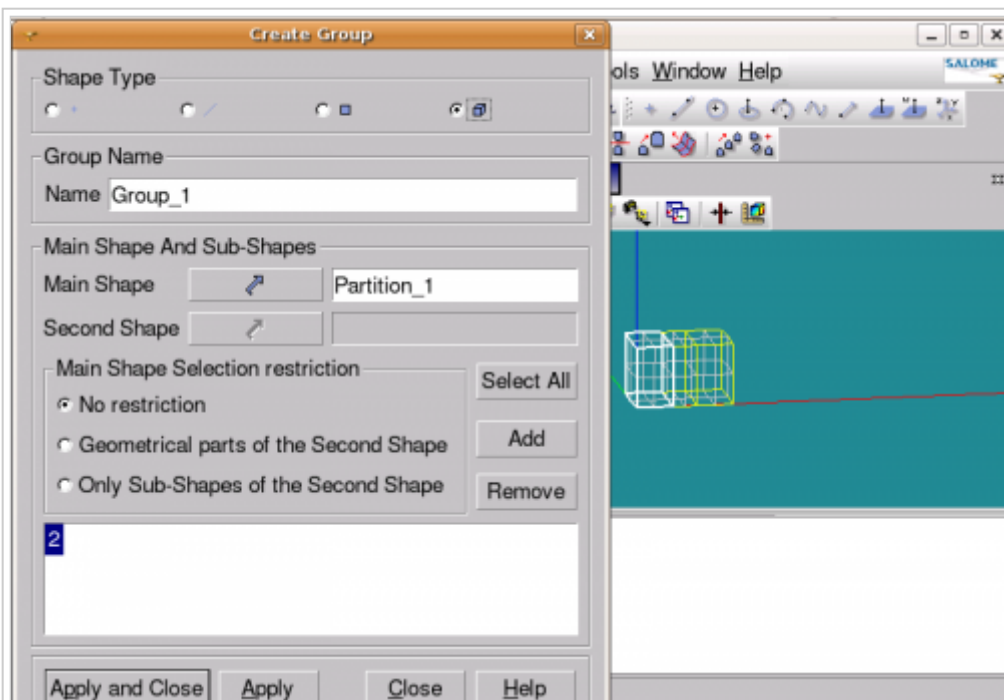 Create Group
Shape Type
Group Name
Name Group_1
Main Shape And Sub-Shapes
Main Shape Partition_1
Second Shape
Main Shape Selection restriction
No restriction
Geometrical parts of the Second Shape
Only Sub-Shapes of the Second Shape
Select All
Add
Remove
2
Apply and Close Apply Close Help
ols Window Help
SALOME